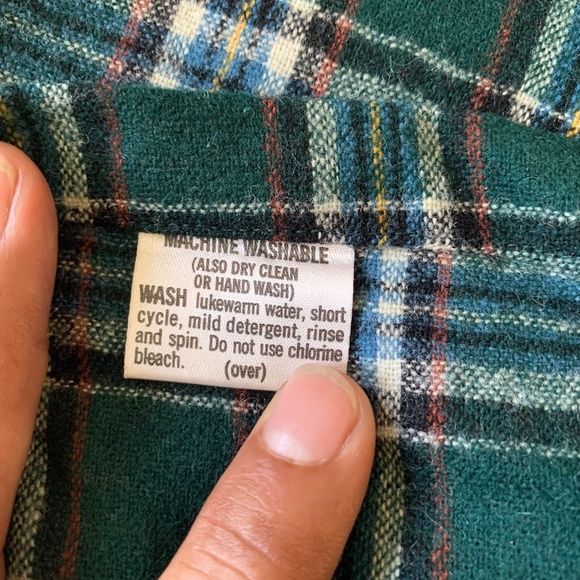 MACHINE WASHABLE
(ALSO DRY CLEAN
OR HAND WASH)
WASH lukewarm water, short
cycle, mild detergent, rinse
and spin. Do not use chlorine
bleach. (over)